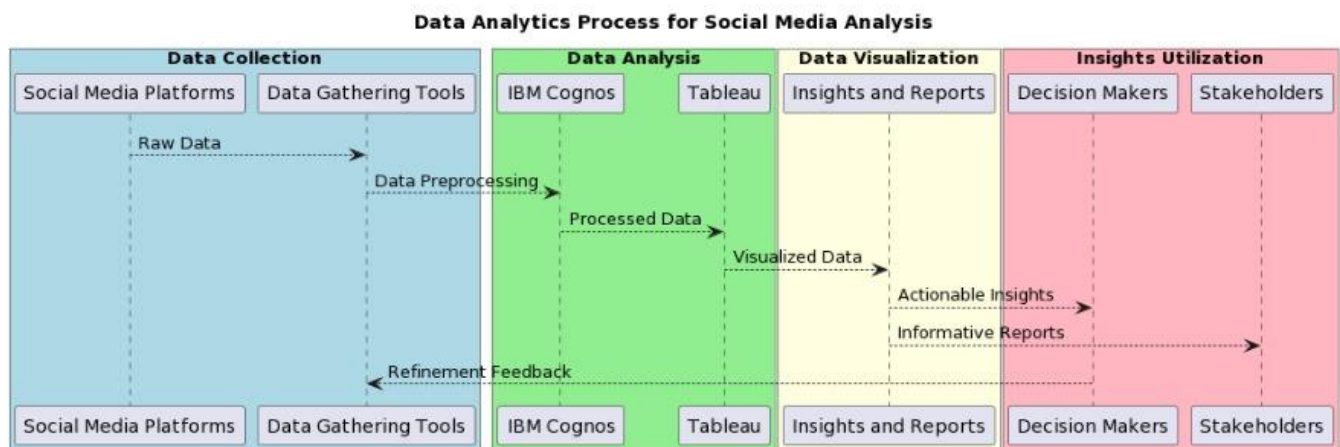 Data Analytics Process for Social Media Analysis
Data Collection
Data Analysis
Data Visualization
Insights Utilization
Social Media Platforms
Data Gathering Tools
IBM Cognos
Tableau
Insights and Reports
Decision Makers
Stakeholders
Raw Data
Data Preprocessing
Processed Data
Visualized Data
Actionable Insights
Informative Reports
Refinement Feedback
Social Media Platforms
Data Gathering Tools
IBM Cognos
Tableau
Insights and Reports
Decision Makers
Stakeholders